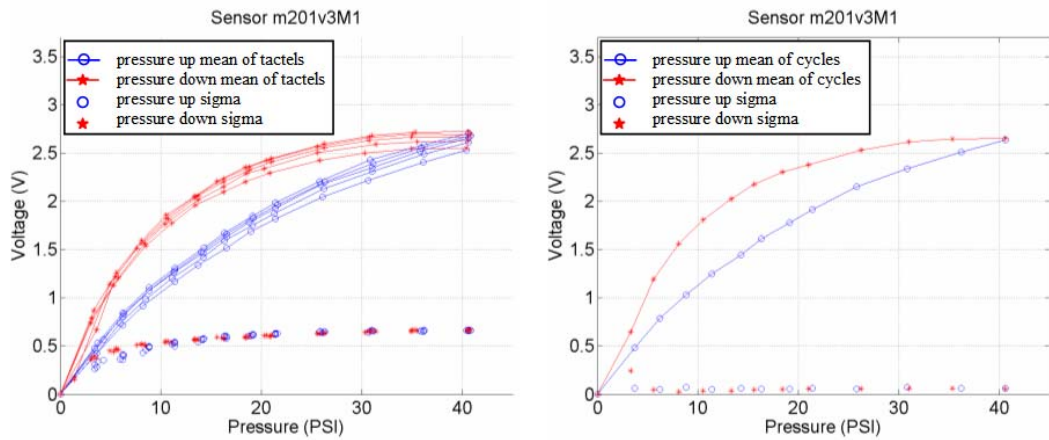 Sensor m201v3M1
3.5
3
2.5
2
1.5
1
0.5
0
Voltage (V)
pressure up mean of tactels
pressure down mean of tactels
pressure up sigma
pressure down sigma
0 10 20 30 40
Pressure (PSI)
Sensor m201v3M1
3.5
3
2.5
2
1.5
1
0.5
0
Voltage (V)
pressure up mean of cycles
pressure down mean of cycles
pressure up sigma
pressure down sigma
0 10 20 30 40
Pressure (PSI)